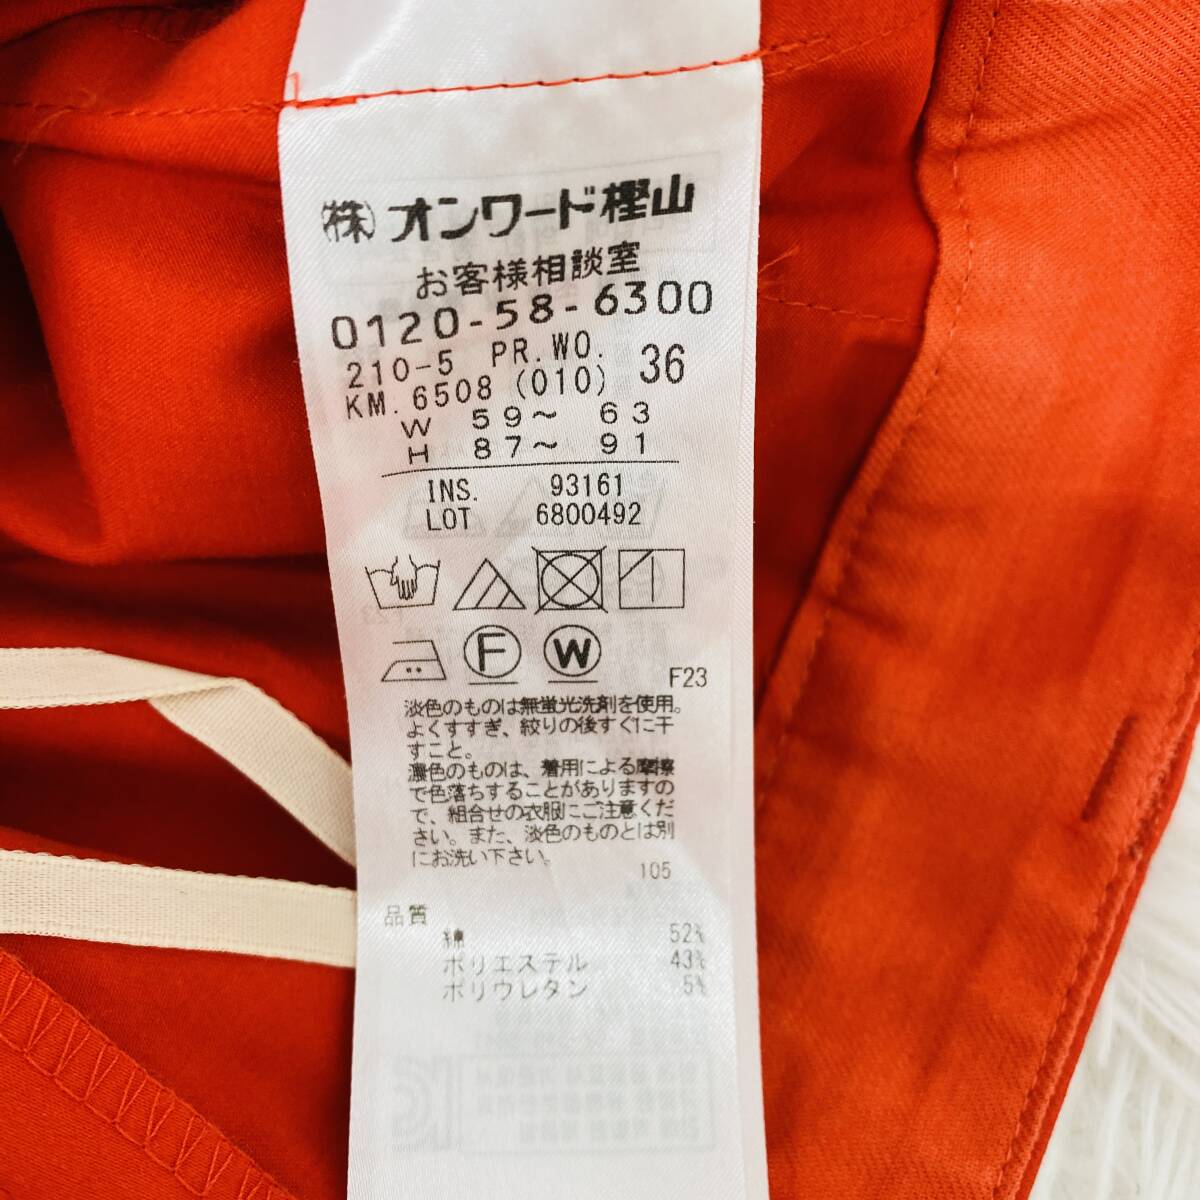 ㈱オンワード樫山
お客様相談室
0120-58-6300
210-5 PR.WO.
KM.6508(010) 36
W 59～ 63
H 87～ 91
INS. 93161
LOT 6800492
F W
F23
淡色のものは無蛍光洗剤を使用。
よくすすぎ、絞りの後すぐに干
すこと。
濃色のものは、着用による摩擦
で色落ちすることがありますの
で、組合せの衣服にご注意くだ
さい。また、淡色のものとは別
にお洗い下さい。
105
品質
綿 52%
ポリエステル 43%
ポリウレタン 5%